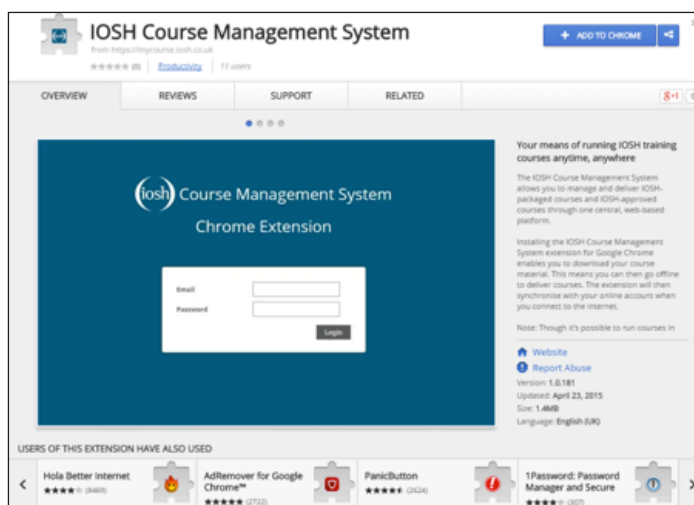 IOSH Course Management System
from https://mycourse.iosh.co.uk
(0)
Productivity
11 users
+ ADD TO CHROME
OVERVIEW
REVIEWS
SUPPORT
RELATED
g+1
iosh Course Management System
Chrome Extension
Email
Password
Login
Your means of running IOSH training
courses anytime, anywhere
The IOSH Course Management System
allows you to manage and deliver IOSH-
packaged courses and IOSH-approved
courses through one central, web-based
platform.
Installing the IOSH Course Management
System extension for Google Chrome
enables you to download your course
material. This means you can then go offline
to deliver courses. The extension will then
synchronise with your online account when
you connect to the Internet.
Note: Though it's possible to run courses in
Website
Report Abuse
Version: 1.0.181
Updated: April 23, 2015
Size: 1.4MB
Language: English (UK)
USERS OF THIS EXTENSION HAVE ALSO USED
Hola Better Internet
(8469)
AdRemover for Google
Chrome™
(2722)
PanicButton
(2624)
1Password: Password
Manager and Secure
(307)